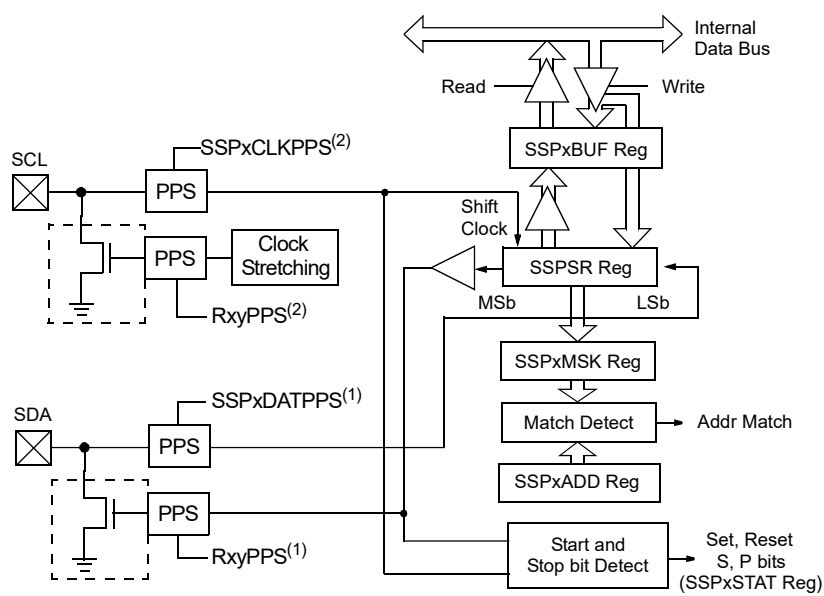 Internal
Data Bus
Read
Write
SSPxBUF Reg
SSPxCLKPPS(2)
SCL
PPS
Shift
Clock
PPS
Clock
Stretching
SSPSR Reg
MSb
LSb
RxyPPS(2)
SSPxMSK Reg
SSPxDATPPS(1)
SDA
PPS
Match Detect
Addr Match
SSPxADD Reg
PPS
RxyPPS(1)
Start and
Stop bit Detect
Set, Reset
S, P bits
(SSPxSTAT Reg)